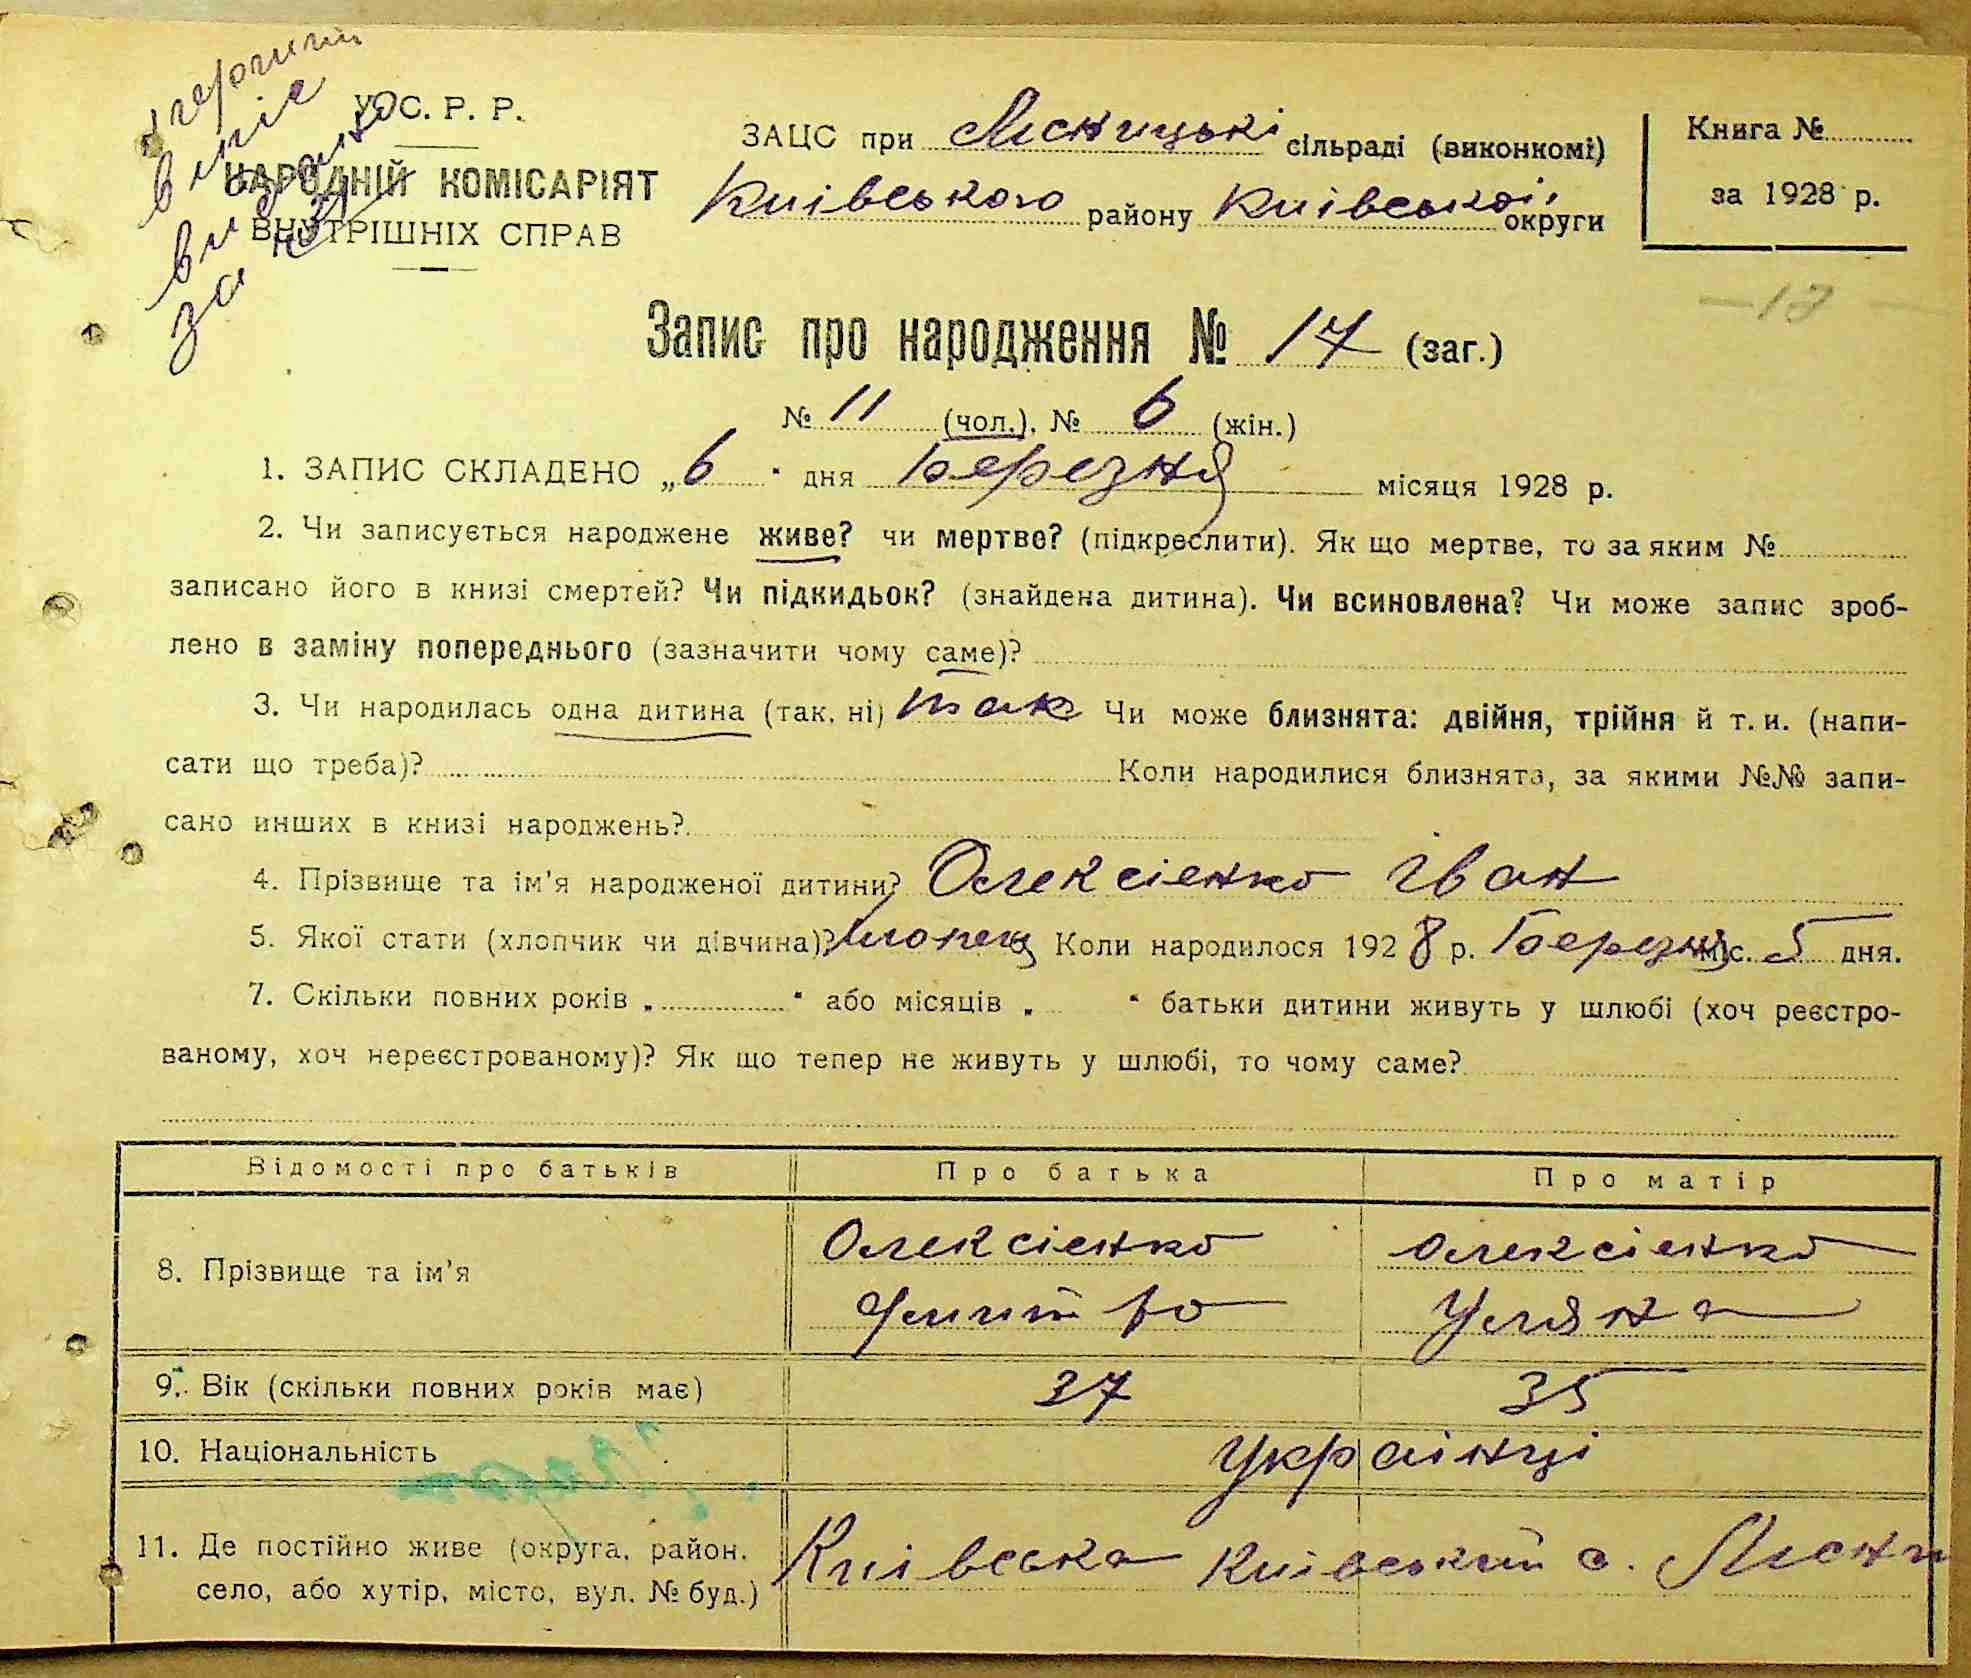 У. С. Р. Р.
НАРОДНІЙ КОМІСАРІЯТ
ВНУТРІШНІХ СПРАВ
випис
видано
за №
ЗАЦС при Лісницькі сільраді (виконкомі)
Київського району Київської округи
Книга №
за 1928 р.
Запис про народження № 17 (заг.)
№ 11 (чол.). № 6 (жін.)
1. ЗАПИС СКЛАДЕНО „6" дня Березня місяця 1928 р.
2. Чи записується народжене живе? чи мертве? (підкреслити). Як що мертве, то за яким №
записано його в книзі смертей? Чи підкидьок? (знайдена дитина). Чи всиновлена? Чи може запис зроб-
лено в заміну попереднього (зазначити чому саме)?
3. Чи народилась одна дитина (так, ні) так Чи може близнята: двійня, трійня й т. и. (напи-
сати що треба)? Коли народилися близнята, за якими №№ запи-
сано инших в книзі народжень?
4. Прізвище та ім'я народженої дитини? Олексієнко Іван
5. Якої стати (хлопчик чи дівчина)? Хлопець Коли народилося 1928 р. Березня міс. 5 дня.
7. Скільки повних років „ " або місяців „ " батьки дитини живуть у шлюбі (хоч реєстро-
ваному, хоч нереєстрованому)? Як що тепер не живуть у шлюбі, то чому саме?
Відомості про батьків Про батька Про матір
8. Прізвище та ім'я Олексієнко Дмитро Олексієнко Уляна
9. Вік (скільки повних років має) 37 35
10. Національність Українці
11. Де постійно живе (округа, район,
село, або хутір, місто, вул. № буд.) Київська Київський с. Лісни